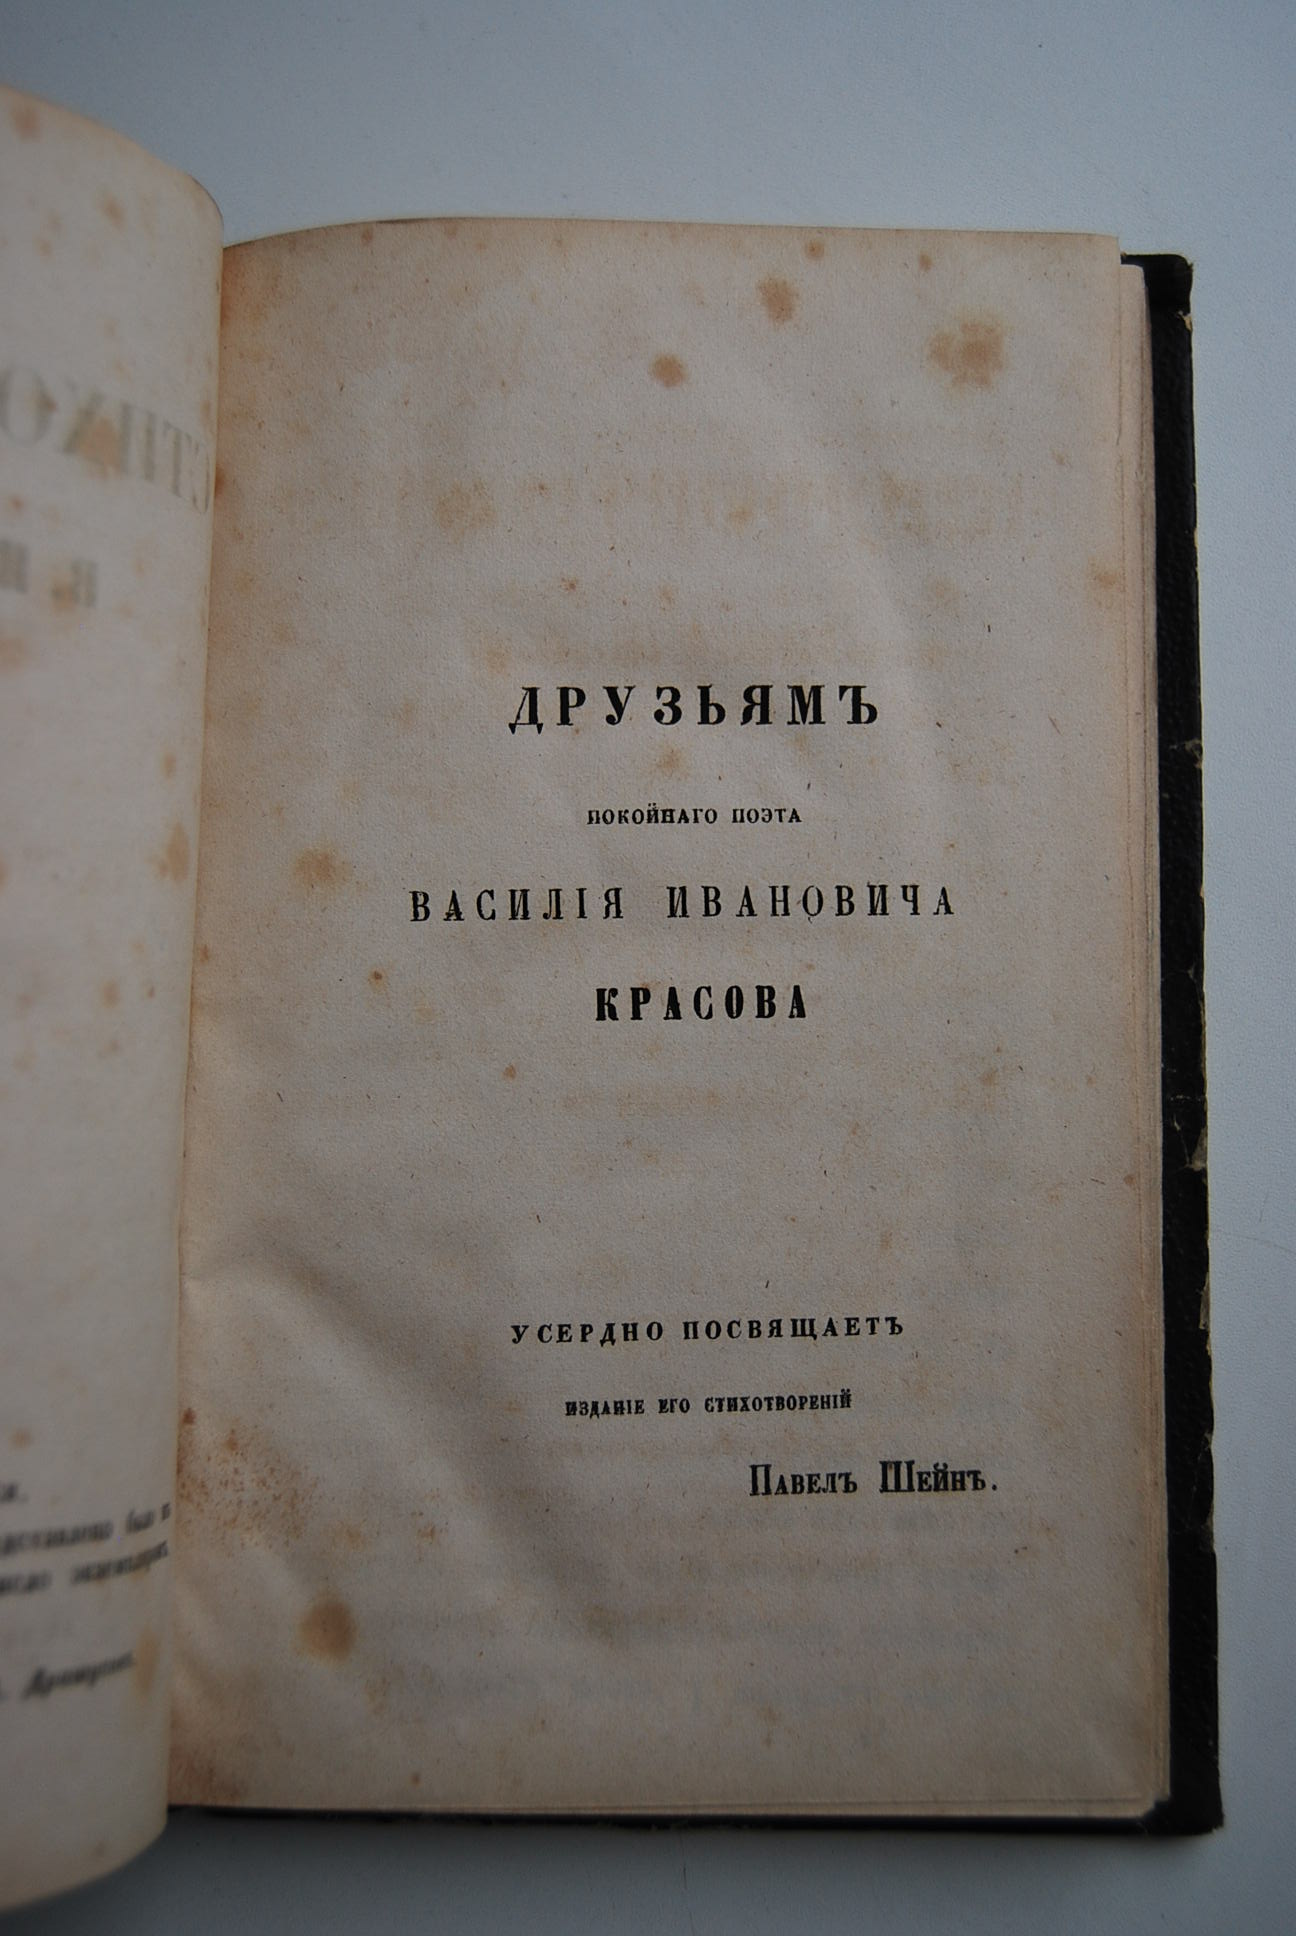 ДРУЗЬЯМЪ
ПОКОЙНАГО ПОЭТА
ВАСИЛІЯ ИВАНОВИЧА
КРАСОВА
УСЕРДНО ПОСВЯЩАЕТЪ
ИЗДАНІЕ ЕГО СТИХОТВОРЕНІЙ
ПАВЕЛЪ ШЕЙНЪ.